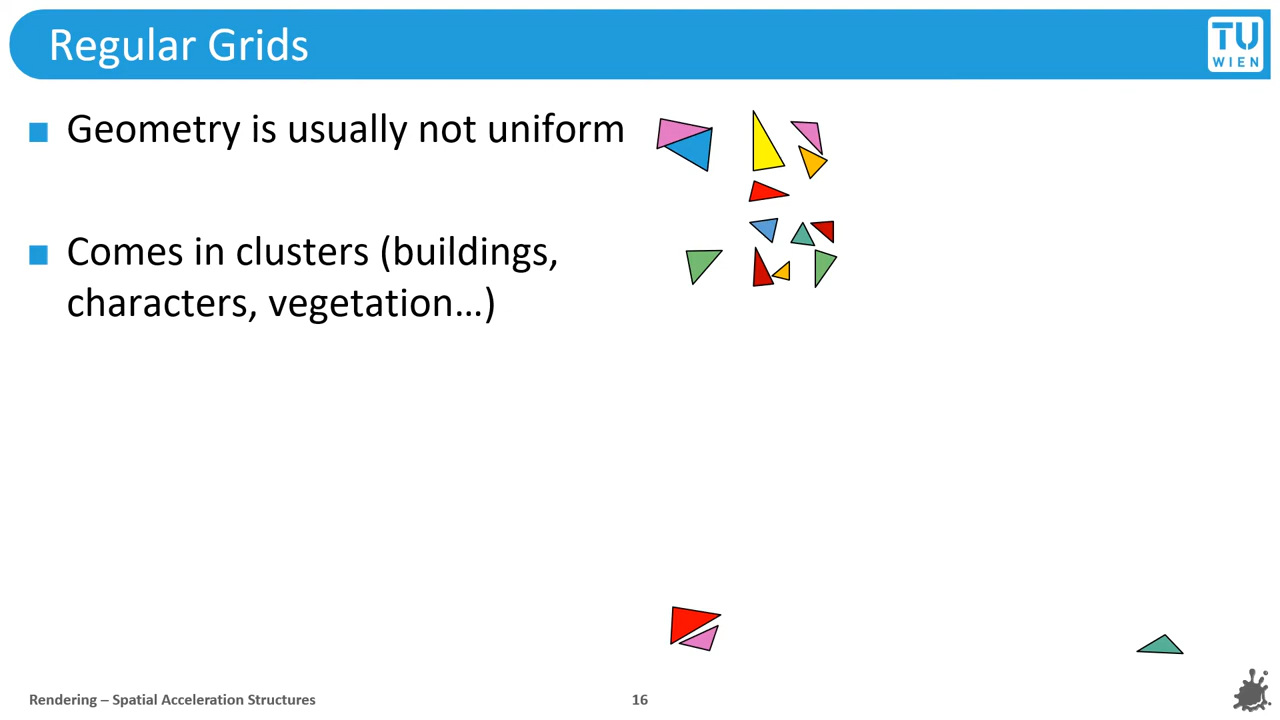 Regular Grids
TU
WIEN
Geometry is usually not uniform
Comes in clusters (buildings,
characters, vegetation…)
Rendering – Spatial Acceleration Structures
16